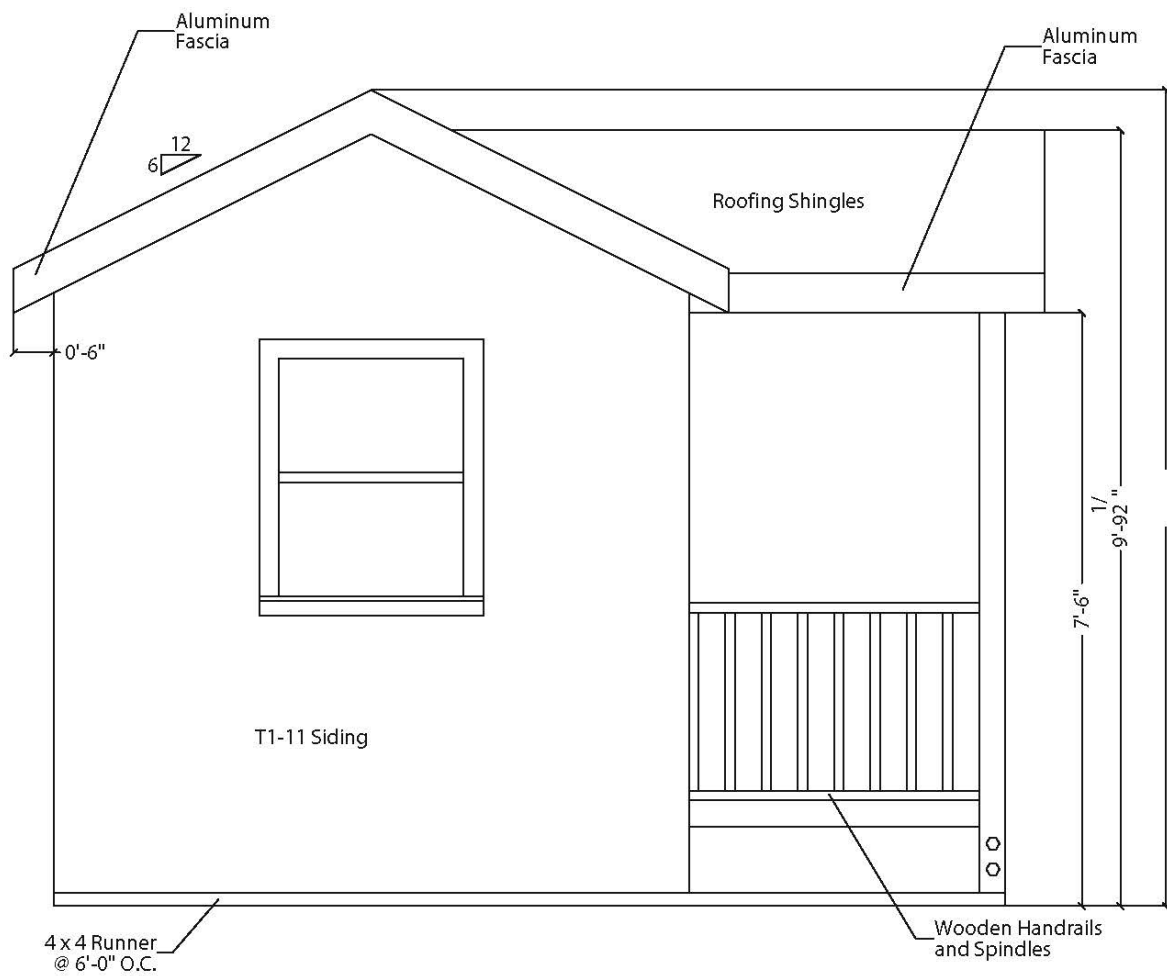 Aluminum
Fascia
Aluminum
Fascia
12
6
Roofing Shingles
0'-6"
1/
9'-92 "
7'-6"
T1-11 Siding
Wooden Handrails
and Spindles
4 x 4 Runner
@ 6'-0" O.C.